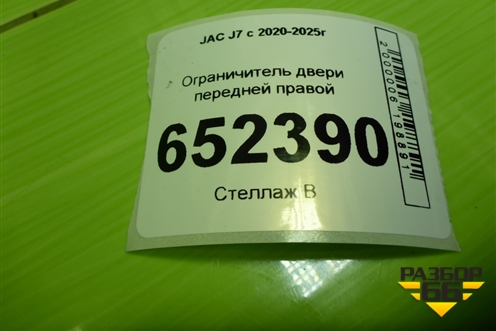 JAC J7 с 2020-2025г
Ограничитель двери
передней правой
652390
Стеллаж В
2000006198891
РАЗБОР
66